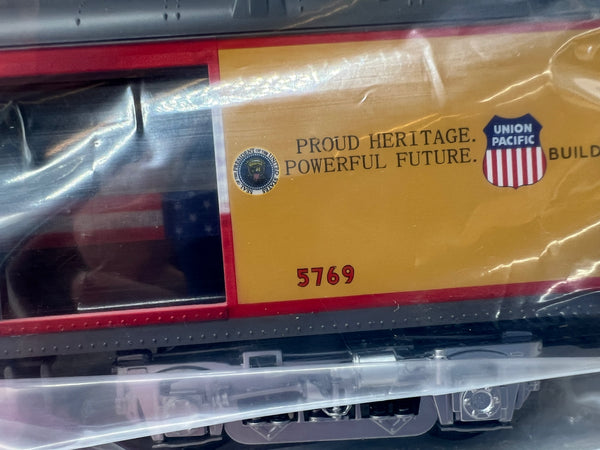 PROUD HERITAGE.
POWERFUL FUTURE.
UNION
PACIFIC
BUILD
5769